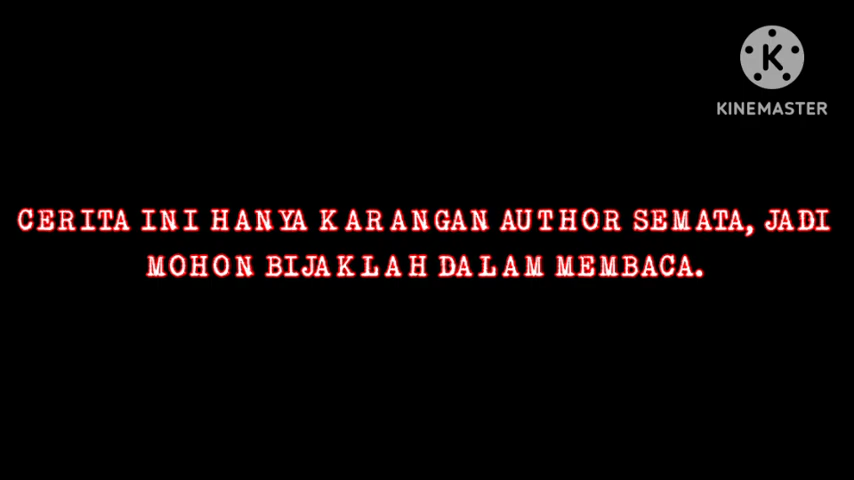 KINEMASTER
CERITA INI HANYA KARANGAN AUTHOR SEMATA, JADI
MOHON BIJAKLAH DALAM MEMBACA.